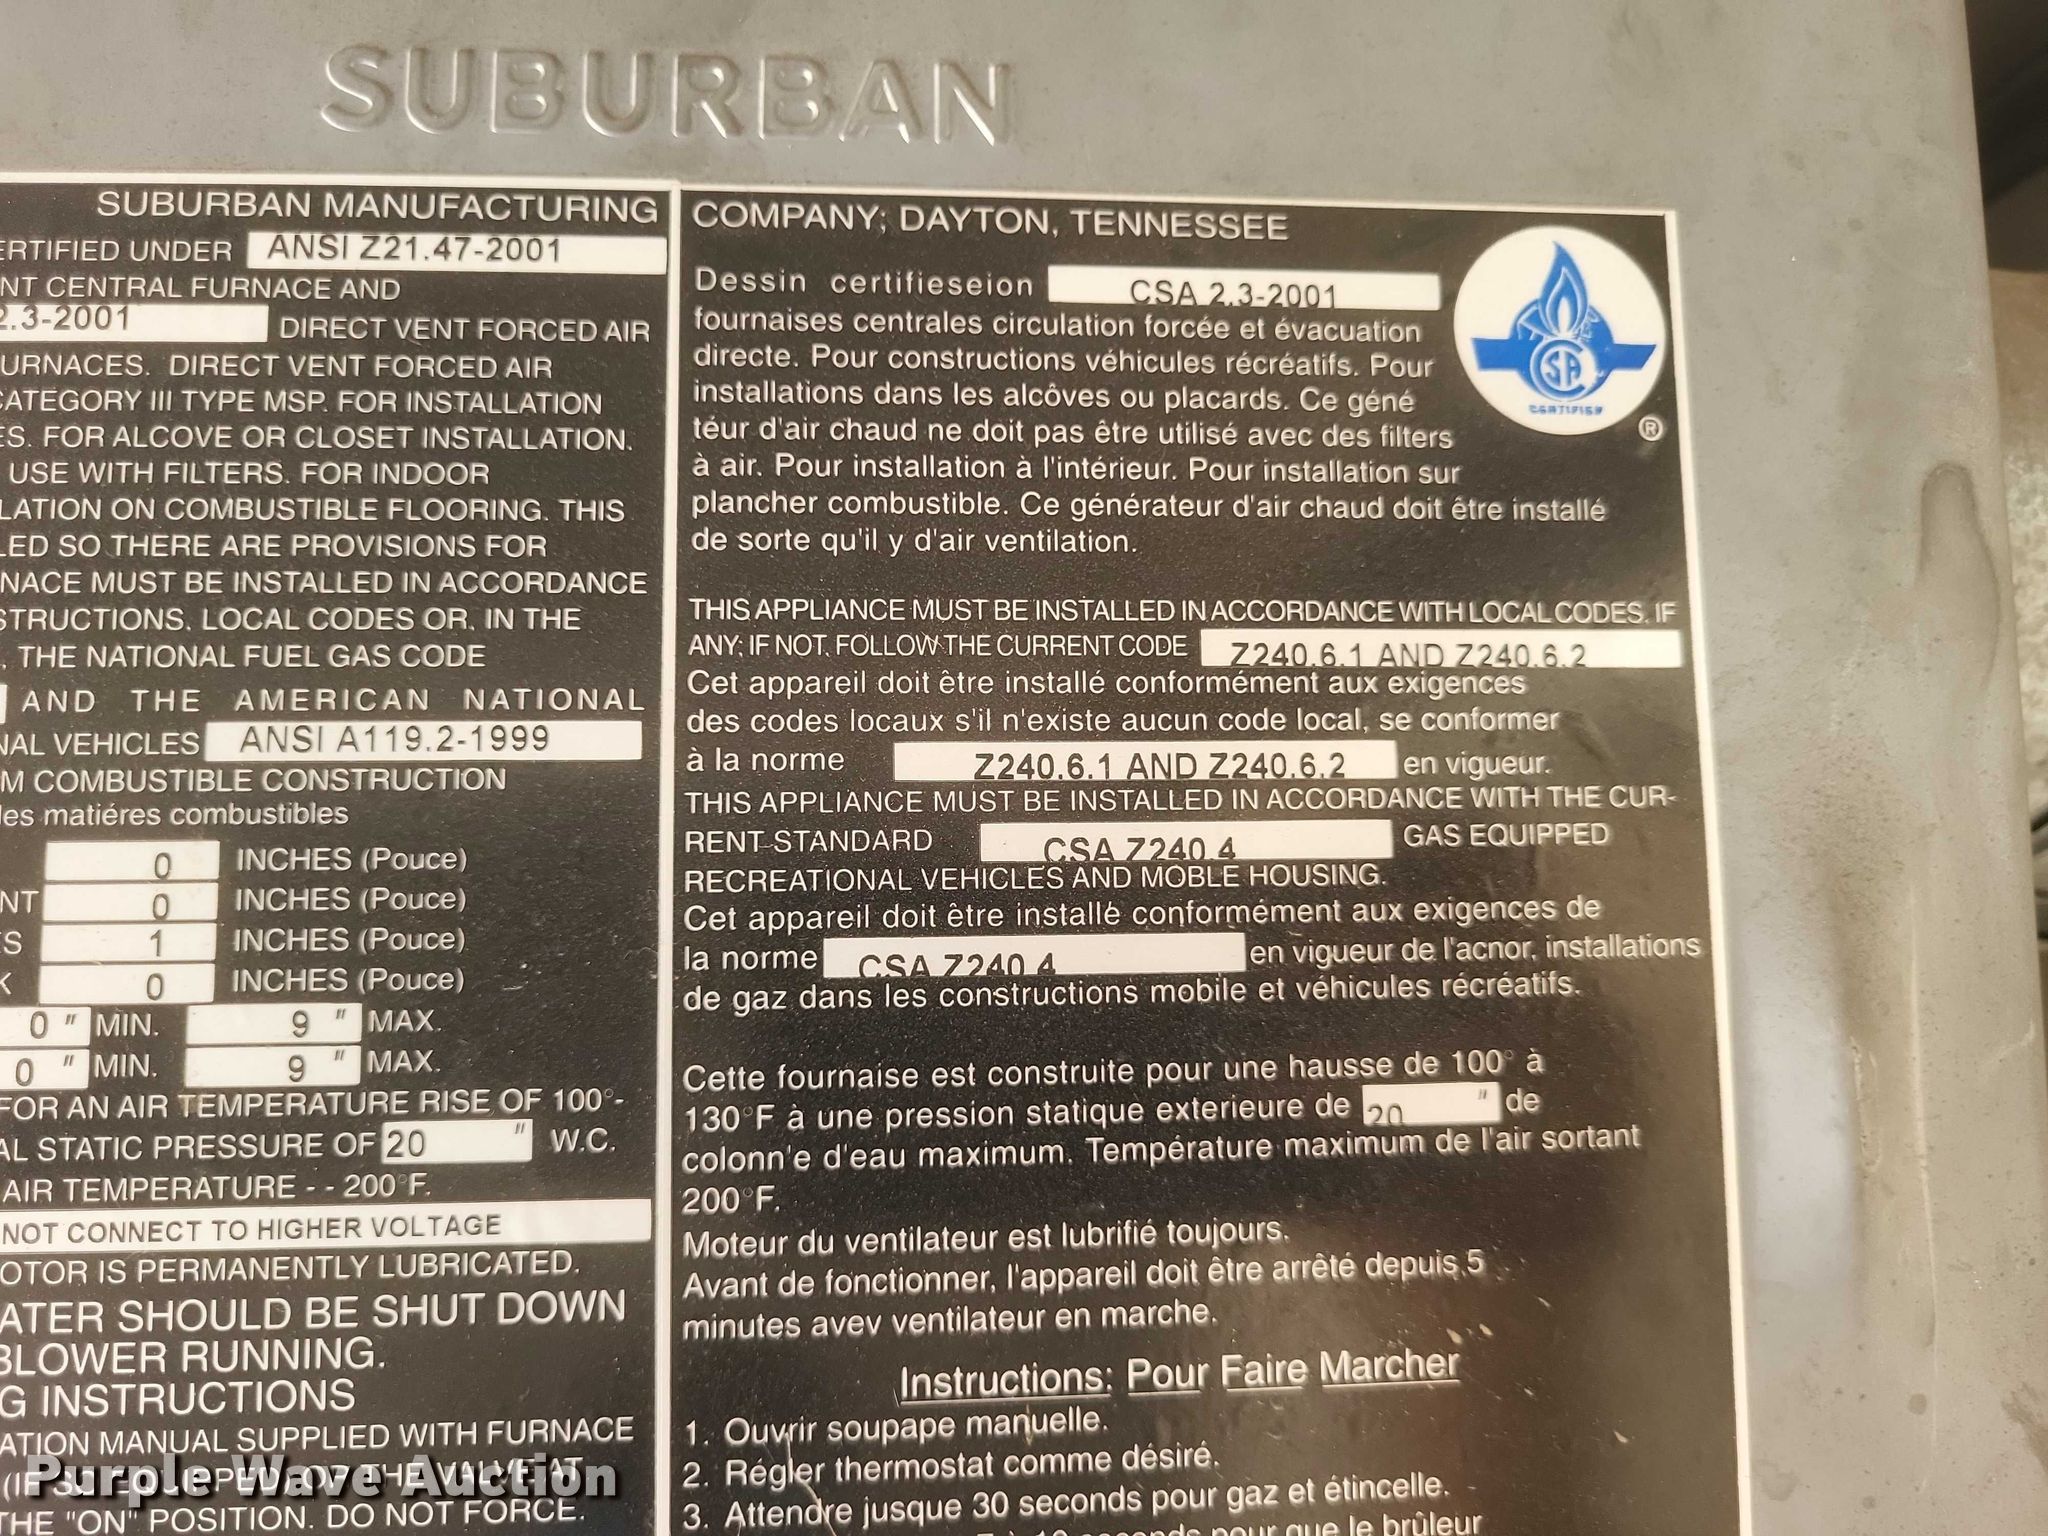 SUBURBAN
SUBURBAN MANUFACTURING
ERTIFIED UNDER ANSI Z21.47-2001
NT CENTRAL FURNACE AND
2.3-2001 DIRECT VENT FORCED AIR
URNACES. DIRECT VENT FORCED AIR
CATEGORY III TYPE MSP. FOR INSTALLATION
ES. FOR ALCOVE OR CLOSET INSTALLATION.
USE WITH FILTERS. FOR INDOOR
LATION ON COMBUSTIBLE FLOORING. THIS
LED SO THERE ARE PROVISIONS FOR
NACE MUST BE INSTALLED IN ACCORDANCE
STRUCTIONS. LOCAL CODES OR, IN THE
, THE NATIONAL FUEL GAS CODE
AND THE AMERICAN NATIONAL
NAL VEHICLES ANSI A119.2-1999
M COMBUSTIBLE CONSTRUCTION
les matiéres combustibles
0 INCHES (Pouce)
NT 0 INCHES (Pouce)
ES 1 INCHES (Pouce)
K 0 INCHES (Pouce)
0 " MIN. 9 " MAX.
0 " MIN. 9 " MAX.
FOR AN AIR TEMPERATURE RISE OF 100°-
AL STATIC PRESSURE OF 20 " W.C.
AIR TEMPERATURE - - 200°F.
NOT CONNECT TO HIGHER VOLTAGE
OTOR IS PERMANENTLY LUBRICATED.
ATER SHOULD BE SHUT DOWN
BLOWER RUNNING.
G INSTRUCTIONS
ATION MANUAL SUPPLIED WITH FURNACE
(IF SO EQUIPPED) OR THE VALVE AT
THE "ON" POSITION. DO NOT FORCE.
COMPANY; DAYTON, TENNESSEE
Dessin certifieseion CSA 2.3-2001
fournaises centrales circulation forcée et évacuation
directe. Pour constructions véhicules récréatifs. Pour
installations dans les alcôves ou placards. Ce géné
téur d'air chaud ne doit pas être utilisé avec des filters
à air. Pour installation à l'intérieur. Pour installation sur
plancher combustible. Ce générateur d'air chaud doit être installé
de sorte qu'il y d'air ventilation.
CSA
CERTIFIED
®
THIS APPLIANCE MUST BE INSTALLED IN ACCORDANCE WITH LOCAL CODES, IF
ANY; IF NOT, FOLLOW THE CURRENT CODE Z240.6.1 AND Z240.6.2
Cet appareil doit être installé conformément aux exigences
des codes locaux s'il n'existe aucun code local, se conformer
à la norme Z240.6.1 AND Z240.6.2 en vigueur.
THIS APPLIANCE MUST BE INSTALLED IN ACCORDANCE WITH THE CUR-
RENT STANDARD CSA Z240.4 GAS EQUIPPED
RECREATIONAL VEHICLES AND MOBLE HOUSING.
Cet appareil doit être installé conformément aux exigences de
la norme CSA Z240.4 en vigueur de l'acnor, installations
de gaz dans les constructions mobile et véhicules récréatifs.
Cette fournaise est construite pour une hausse de 100° à
130°F à une pression statique exterieure de 20 " de
colonn'e d'eau maximum. Température maximum de l'air sortant
200°F.
Moteur du ventilateur est lubrifié toujours.
Avant de fonctionner, l'appareil doit être arrêté depuis 5
minutes avev ventilateur en marche.
Instructions: Pour Faire Marcher
1. Ouvrir soupape manuelle.
2. Régler thermostat comme désiré.
3. Attendre jusque 30 seconds pour gaz et étincelle.
seconds pour que le brûleur
Purple Wave Auction